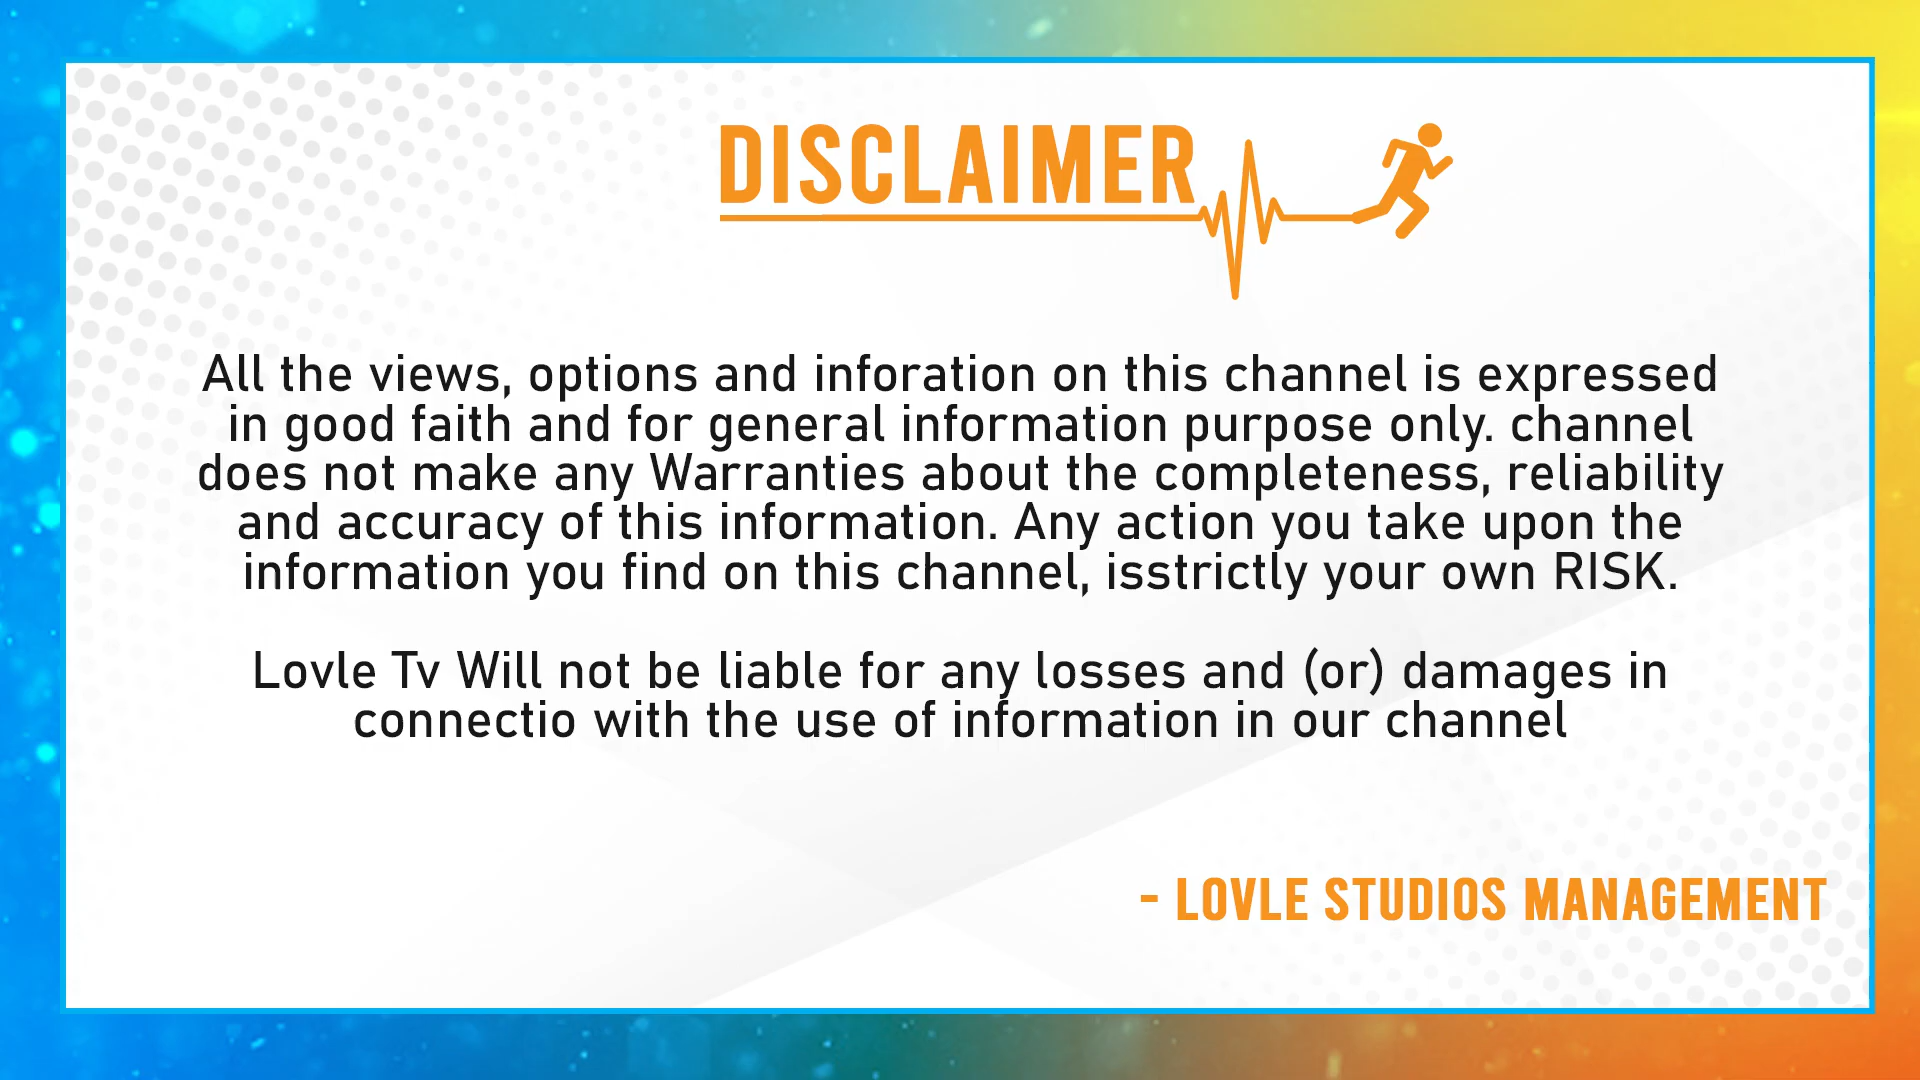 DISCLAIMER
All the views, options and inforation on this channel is expressed
in good faith and for general information purpose only. channel
does not make any Warranties about the completeness, reliability
and accuracy of this information. Any action you take upon the
information you find on this channel, isstrictly your own RISK.
Lovle Tv Will not be liable for any losses and (or) damages in
connectio with the use of information in our channel
- LOVLE STUDIOS MANAGEMENT